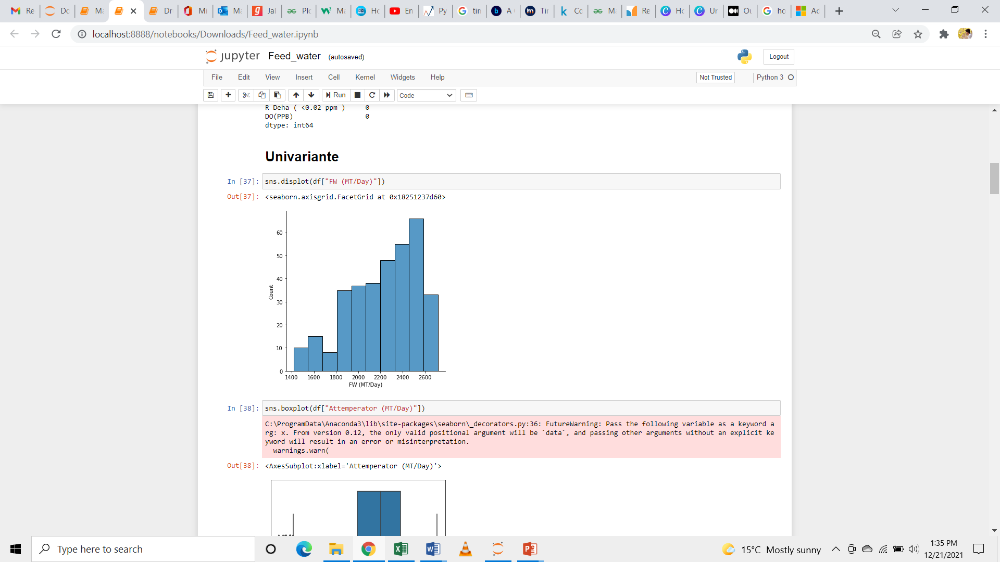 Re
Dc
Ma
Dr
Mi
Ma
Jal
Plc
Ma
Hc
En
Py
tin
A
Tir
Cc
Ma
Re
Hc
Ur
Ou
hc
Ac
localhost:8888/notebooks/Downloads/Feed_water.ipynb
jupyter Feed_water (autosaved)
Logout
File Edit View Insert Cell Kernel Widgets Help
Not Trusted
Python 3
Run
Code
R Deha ( <0.02 ppm ) 0
DO(PPB) 0
dtype: int64
Univariante
In [37]: sns.displot(df["FW (MT/Day)"])
Out[37]: <seaborn.axisgrid.FacetGrid at 0x18251237d60>
60
50
40
30
20
10
0
Count
1400 1600 1800 2000 2200 2400 2600
FW (MT/Day)
In [38]: sns.boxplot(df["Attemperator (MT/Day)"])
C:\ProgramData\Anaconda3\lib\site-packages\seaborn\_decorators.py:36: FutureWarning: Pass the following variable as a keyword a
rg: x. From version 0.12, the only valid positional argument will be `data`, and passing other arguments without an explicit ke
yword will result in an error or misinterpretation.
warnings.warn(
Out[38]: <AxesSubplot:xlabel='Attemperator (MT/Day)'>
Type here to search
15°C Mostly sunny
1:35 PM
12/21/2021